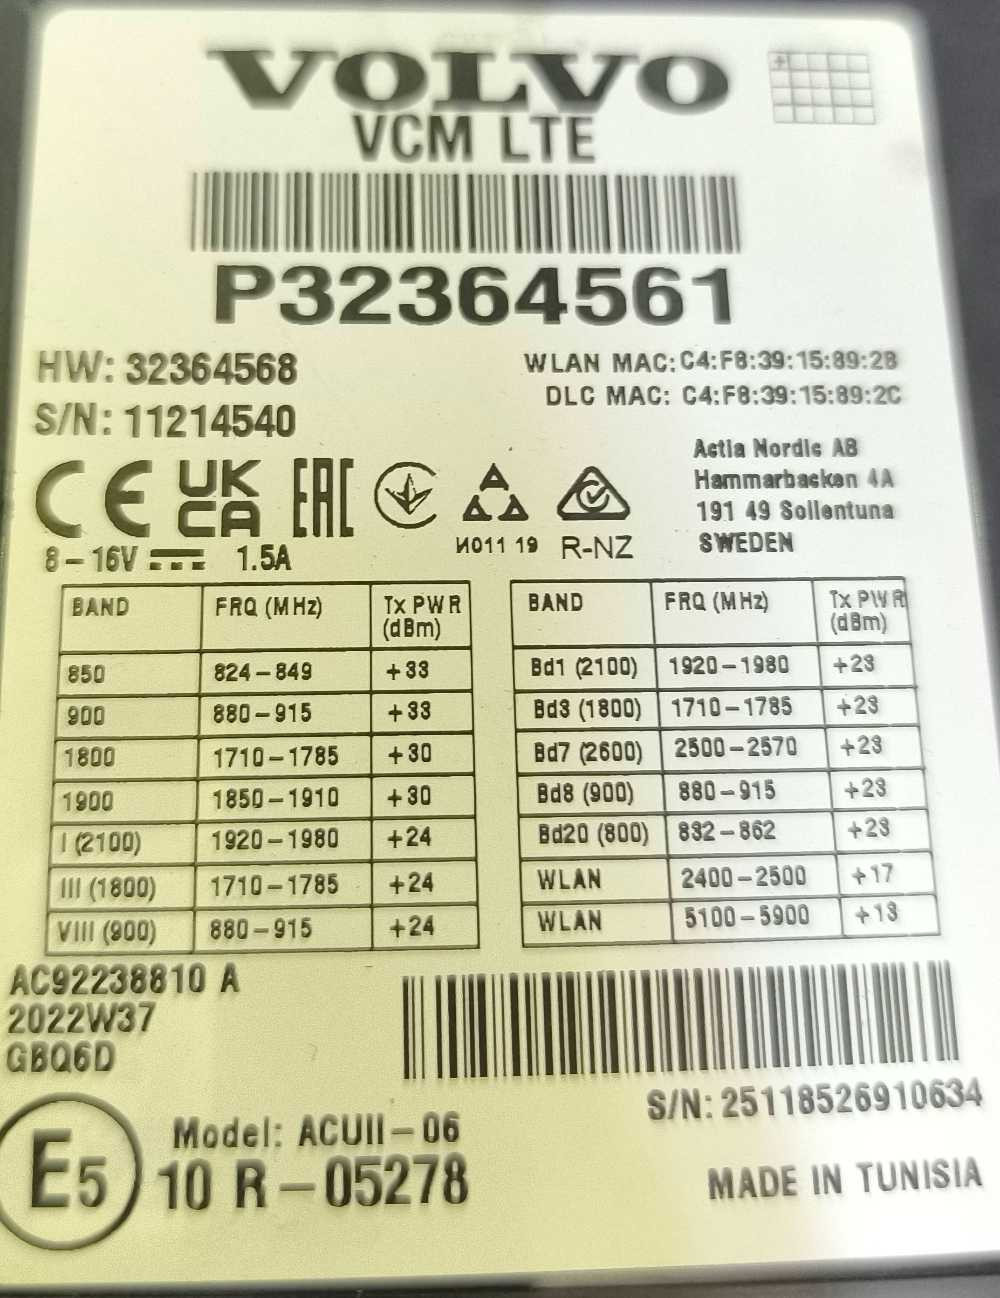 VOLVO
VCM LTE
P32364561
HW: 32364568
S/N: 11214540
WLAN MAC: C4:F8:39:15:89:2B
DLC MAC: C4:F8:39:15:89:2C
Actia Nordic AB
Hammarbacken 4A
191 49 Sollentuna
SWEDEN
CE UK CA EAC
И011 19 R-NZ
8-16V 1.5A
BAND FRQ (MHz) Tx PWR (dBm)
850 824-849 +33
900 880-915 +33
1800 1710-1785 +30
1900 1850-1910 +30
I (2100) 1920-1980 +24
III (1800) 1710-1785 +24
VIII (900) 880-915 +24
BAND FRQ (MHz) Tx PWR (dBm)
Bd1 (2100) 1920-1980 +23
Bd3 (1800) 1710-1785 +23
Bd7 (2600) 2500-2570 +23
Bd8 (900) 880-915 +23
Bd20 (800) 832-862 +23
WLAN 2400-2500 +17
WLAN 5100-5900 +13
AC92238810 A
2022W37
GBQ6D
S/N: 25118526910634
E5
Model: ACUII-06
10 R-05278
MADE IN TUNISIA